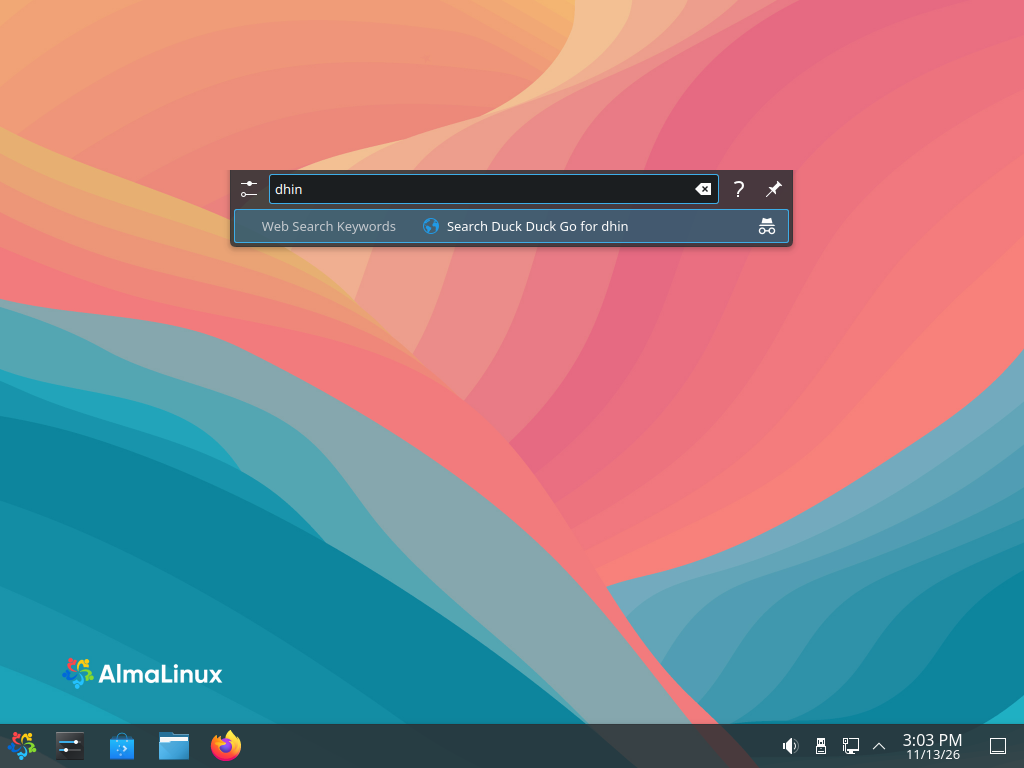 dhin
?
Web Search Keywords Search Duck Duck Go for dhin
AlmaLinux
3:03 PM
11/13/26